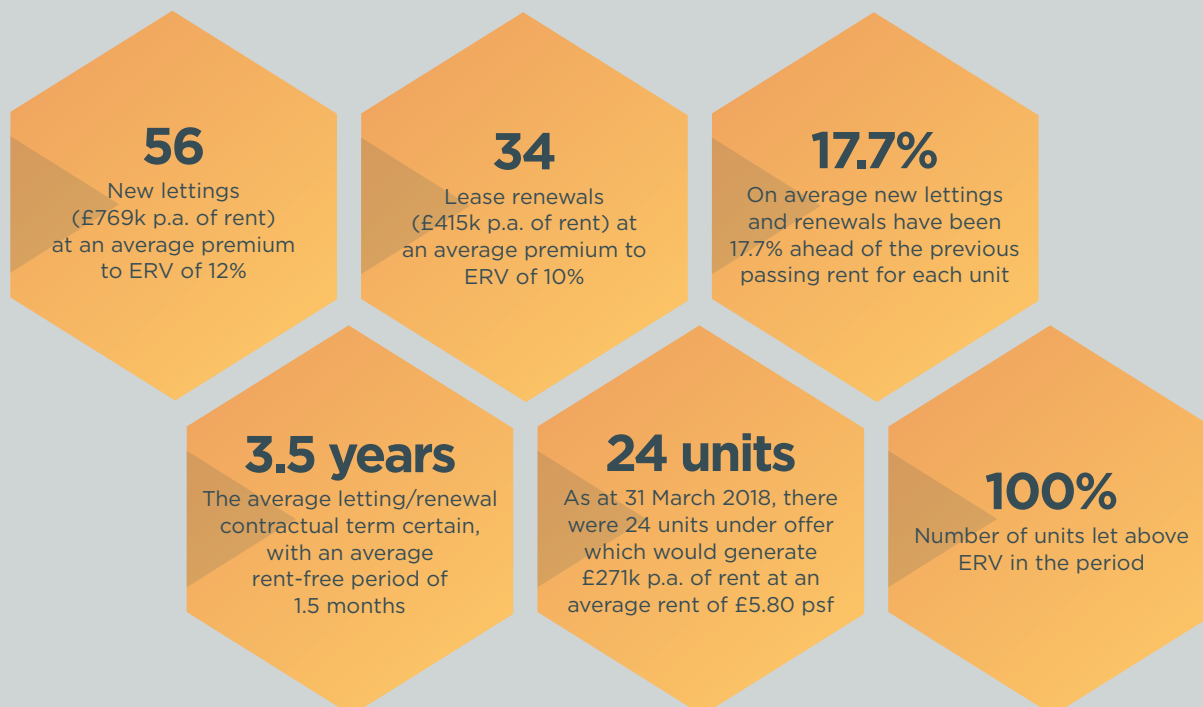 56
New lettings
(£769k p.a. of rent)
at an average premium
to ERV of 12%
34
Lease renewals
(£415k p.a. of rent) at
an average premium to
ERV of 10%
17.7%
On average new lettings
and renewals have been
17.7% ahead of the previous
passing rent for each unit
3.5 years
The average letting/renewal
contractual term certain,
with an average
rent-free period of
1.5 months
24 units
As at 31 March 2018, there
were 24 units under offer
which would generate
£271k p.a. of rent at an
average rent of £5.80 psf
100%
Number of units let above
ERV in the period